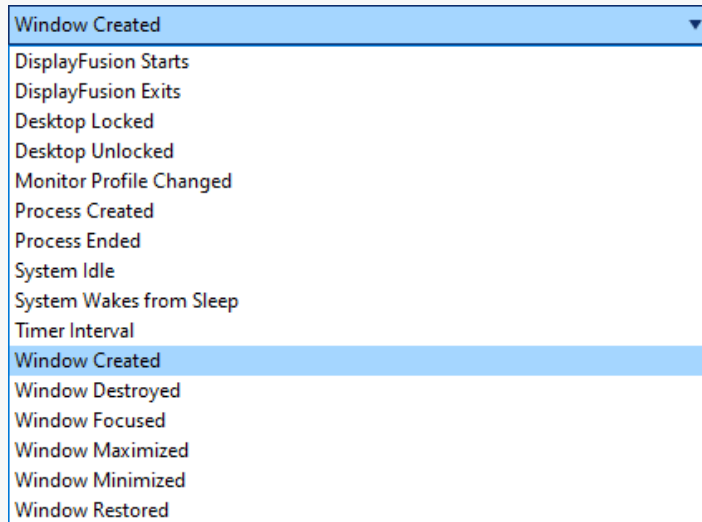 Window Created
DisplayFusion Starts
DisplayFusion Exits
Desktop Locked
Desktop Unlocked
Monitor Profile Changed
Process Created
Process Ended
System Idle
System Wakes from Sleep
Timer Interval
Window Created
Window Destroyed
Window Focused
Window Maximized
Window Minimized
Window Restored